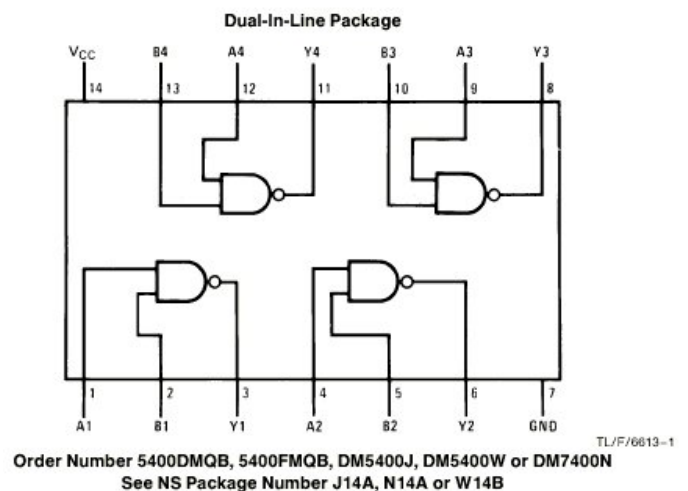 Dual-In-Line Package
VCC B4 A4 Y4 B3 A3 Y3
14 13 12 11 10 9 8
1 2 3 4 5 6 7
A1 B1 Y1 A2 B2 Y2 GND
TL/F/6613-1
Order Number 5400DMQB, 5400FMQB, DM5400J, DM5400W or DM7400N
See NS Package Number J14A, N14A or W14B